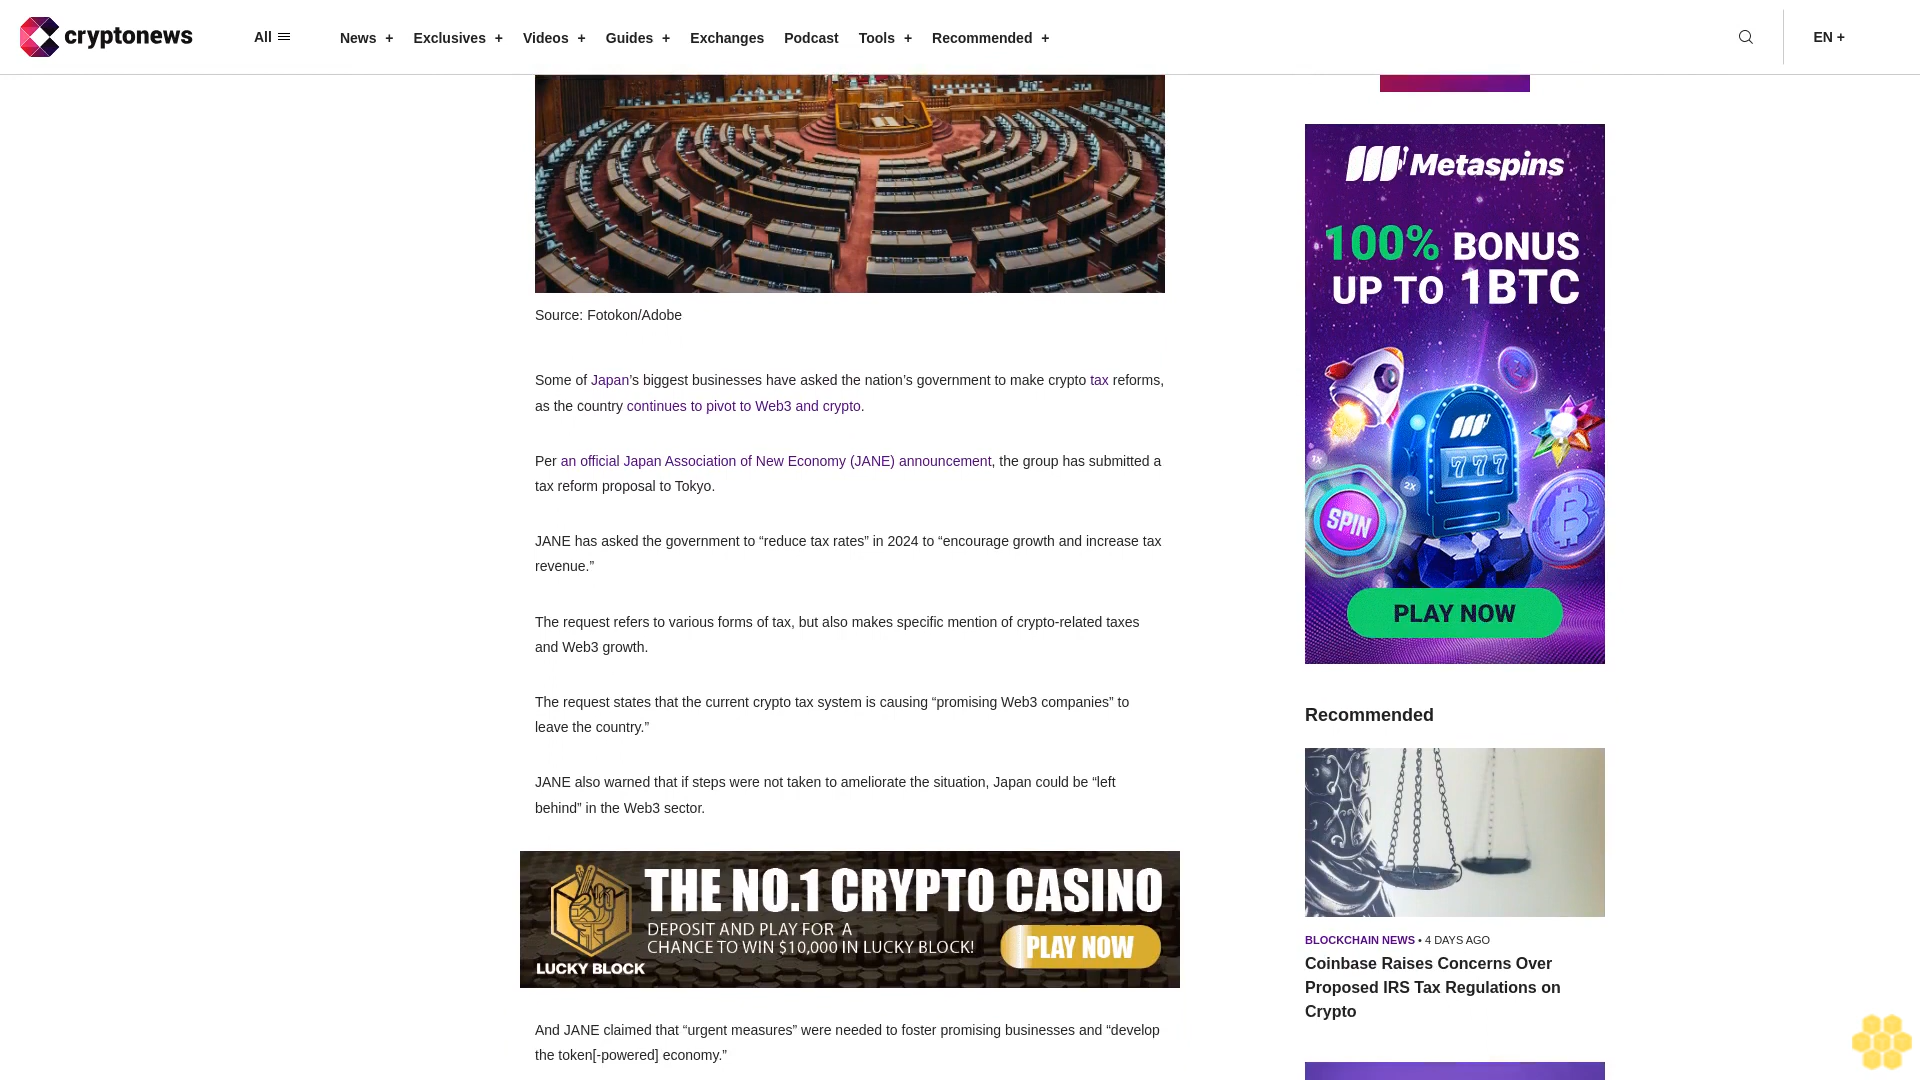 cryptonews
All
News +
Exclusives +
Videos +
Guides +
Exchanges
Podcast
Tools +
Recommended +
EN +
Source: Fotokon/Adobe
Some of Japan’s biggest businesses have asked the nation’s government to make crypto tax reforms,
as the country continues to pivot to Web3 and crypto.
Per an official Japan Association of New Economy (JANE) announcement, the group has submitted a
tax reform proposal to Tokyo.
JANE has asked the government to “reduce tax rates” in 2024 to “encourage growth and increase tax
revenue.”
The request refers to various forms of tax, but also makes specific mention of crypto-related taxes
and Web3 growth.
The request states that the current crypto tax system is causing “promising Web3 companies” to
leave the country.”
JANE also warned that if steps were not taken to ameliorate the situation, Japan could be “left
behind” in the Web3 sector.
THE NO.1 CRYPTO CASINO
DEPOSIT AND PLAY FOR A
CHANCE TO WIN $10,000 IN LUCKY BLOCK!
PLAY NOW
LUCKY BLOCK
And JANE claimed that “urgent measures” were needed to foster promising businesses and “develop
the token[-powered] economy.”
Metaspins
100% BONUS
UP TO 1BTC
777
1X
2X
3X
SPIN
PLAY NOW
Recommended
BLOCKCHAIN NEWS • 4 DAYS AGO
Coinbase Raises Concerns Over
Proposed IRS Tax Regulations on
Crypto